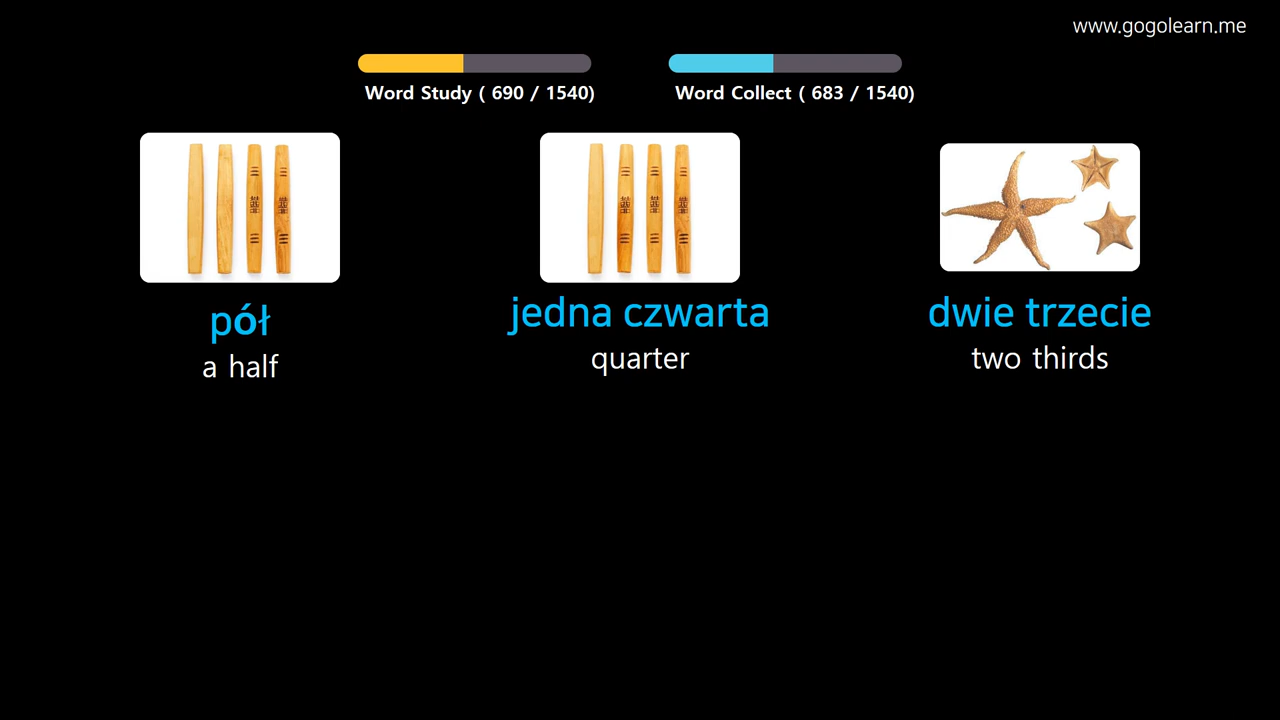 www.gogolearn.me
Word Study ( 690 / 1540)
Word Collect ( 683 / 1540)
pół
a half
jedna czwarta
quarter
dwie trzecie
two thirds